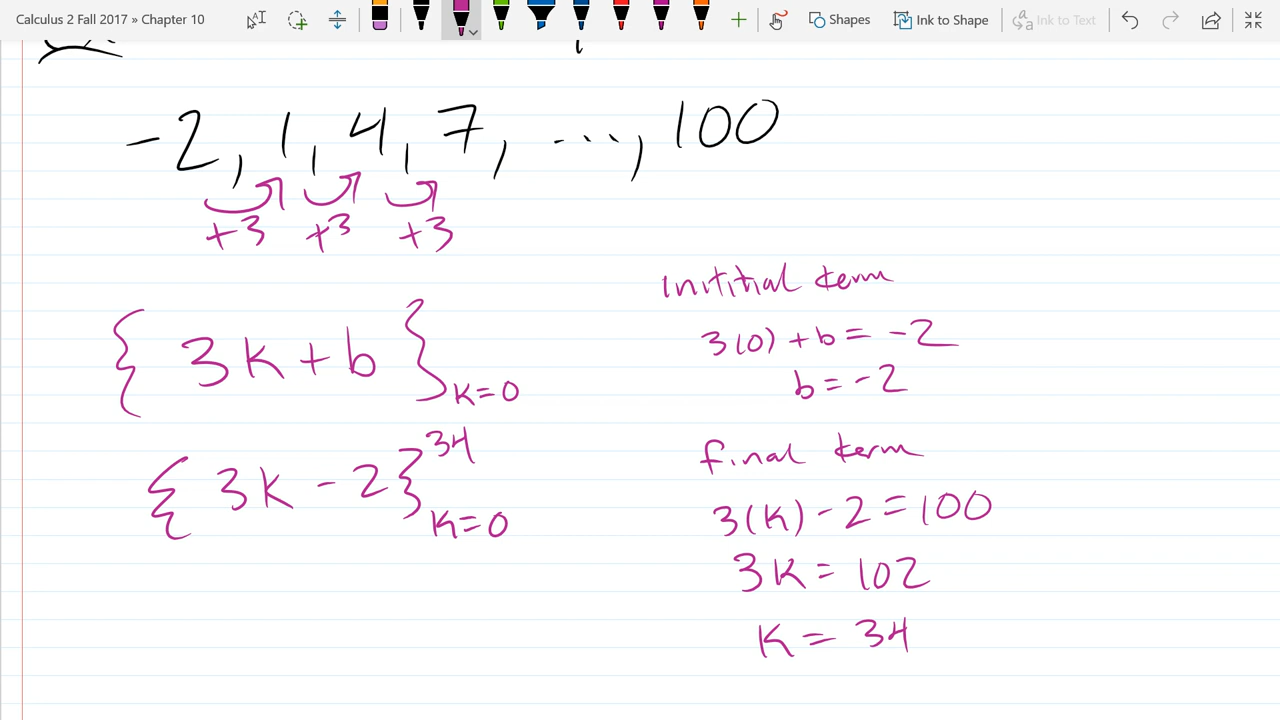 Calculus 2 Fall 2017 » Chapter 10
Shapes
Ink to Shape
Ink to Text
-2, 1, 4, 7, ..., 100
+3 +3 +3
{ 3k + b }k=0
{ 3k - 2 }^34 k=0
initital term
3(0) + b = -2
b = -2
final term
3(k) - 2 = 100
3k = 102
k = 34